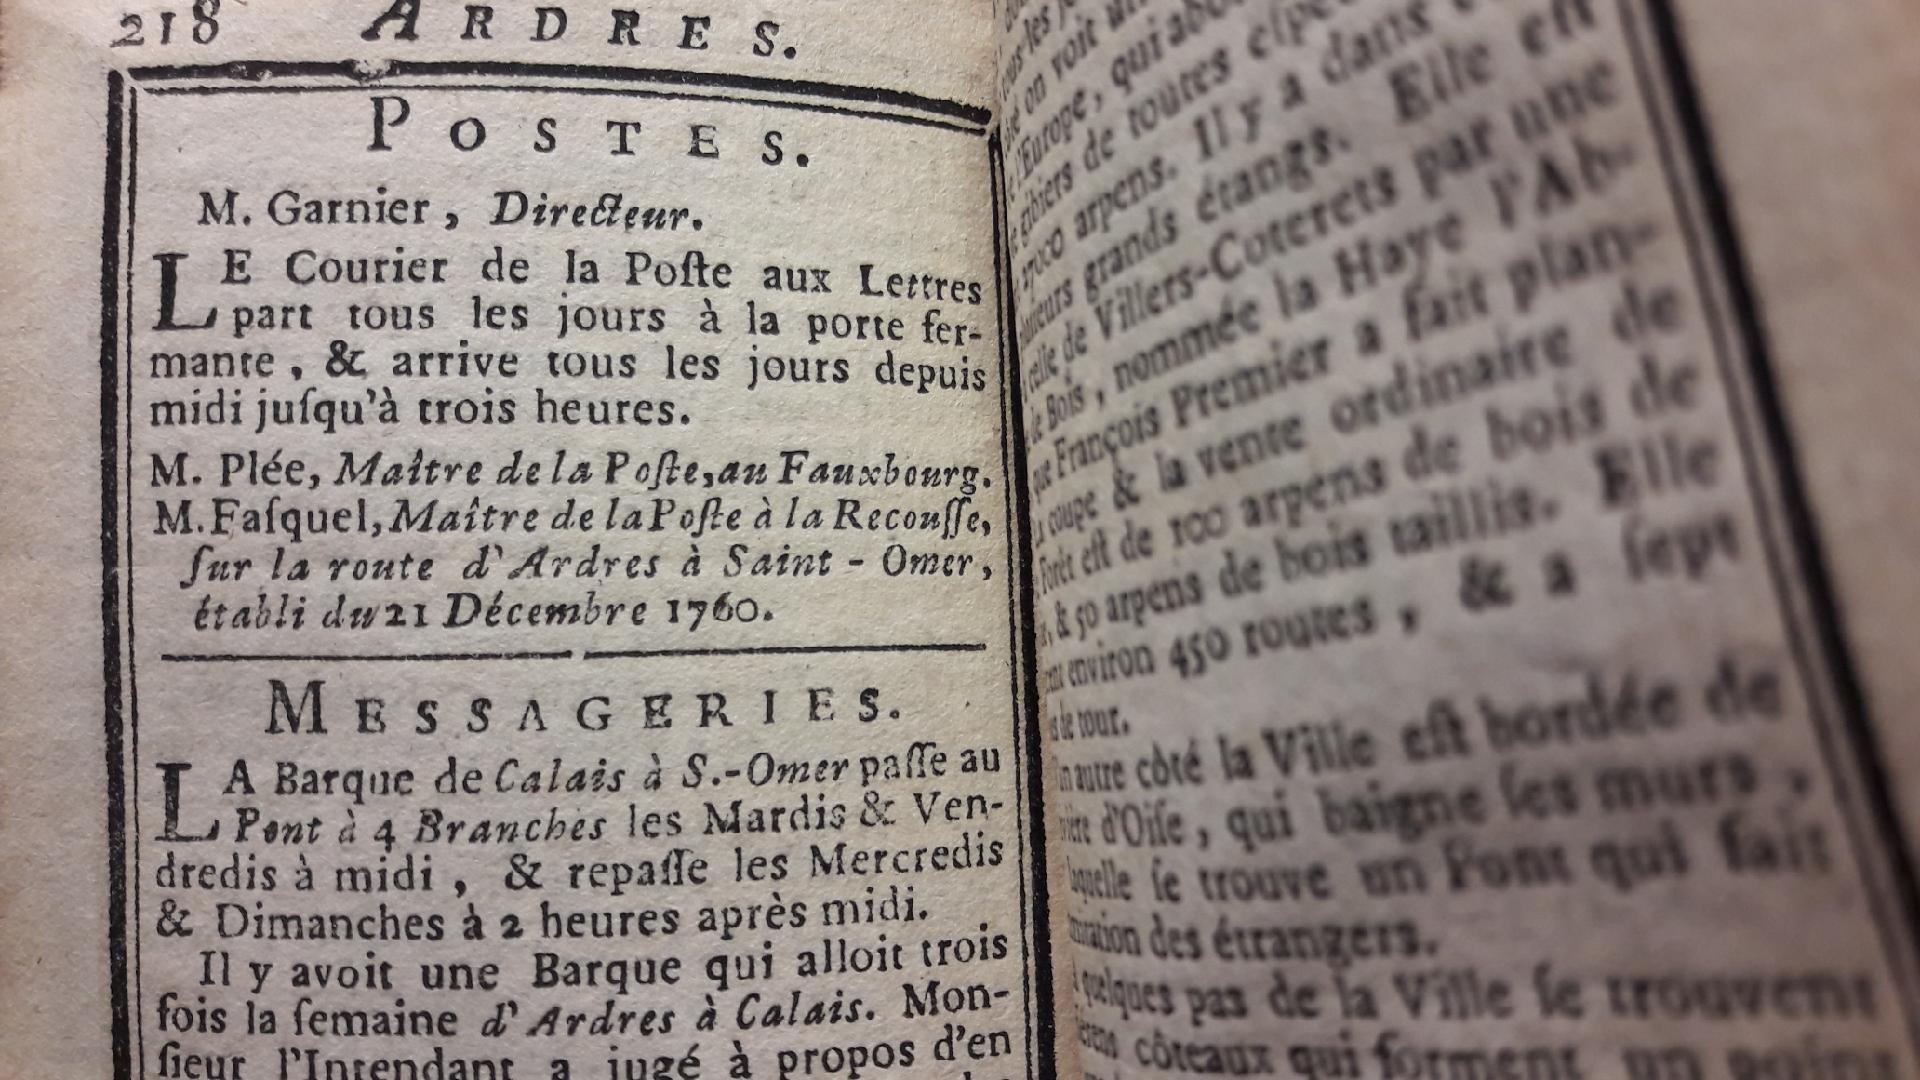 218 ARDRES.
POSTES.
M. Garnier, Directeur.
LE Courier de la Poſte aux Lettres
part tous les jours à la porte fer-
mante, & arrive tous les jours depuis
midi juſqu'à trois heures.
M. Plée, Maître de la Poſte, au Fauxbourg.
M. Faſquel, Maître de la Poſte à la Recouſſe,
ſur la route d'Ardres à Saint-Omer,
établi du 21 Décembre 1760.
MESSAGERIES.
LA Barque de Calais à S.-Omer paſſe au
Pont à 4 Branches les Mardis & Ven-
dredis à midi, & repaſſe les Mercredis
& Dimanches à 2 heures après midi.
Il y avoit une Barque qui alloit trois
fois la ſemaine d'Ardres à Calais. Mon-
ſieur l'Intendant a jugé à propos d'en
on voit
l'Europe, qui
gibiers de toutes
arpens. Il y a dans
grands étangs. Elle eſt
celle de Villers-Coterets par une
le Bois, nommée la Haye l'Ab-
que François Premier a fait plan-
coupe & la vente ordinaire de
Forêt eſt de 100 arpens de bois de
& 50 arpens de bois taillis. Elle
environ 450 routes, & a ſept
de tour.
autre côté la Ville eſt bordée de
d'Oiſe, qui baigne ſes murs,
laquelle ſe trouve un Pont qui fait
des étrangers.
quelques pas de la Ville ſe trouvent
côteaux qui forment un